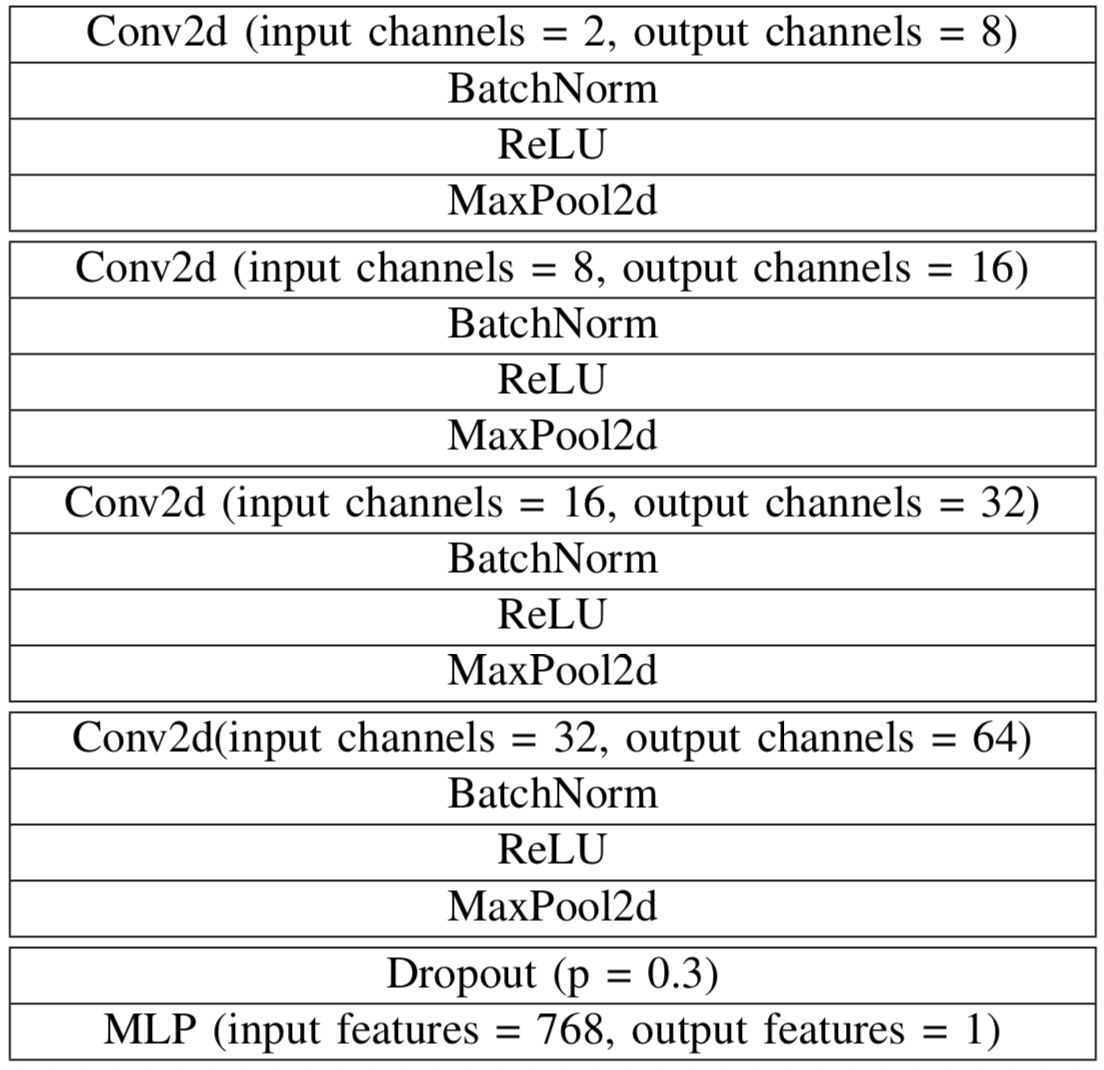 Conv2d (input channels = 2, output channels = 8)
BatchNorm
ReLU
MaxPool2d
Conv2d (input channels = 8, output channels = 16)
BatchNorm
ReLU
MaxPool2d
Conv2d (input channels = 16, output channels = 32)
BatchNorm
ReLU
MaxPool2d
Conv2d(input channels = 32, output channels = 64)
BatchNorm
ReLU
MaxPool2d
Dropout (p = 0.3)
MLP (input features = 768, output features = 1)